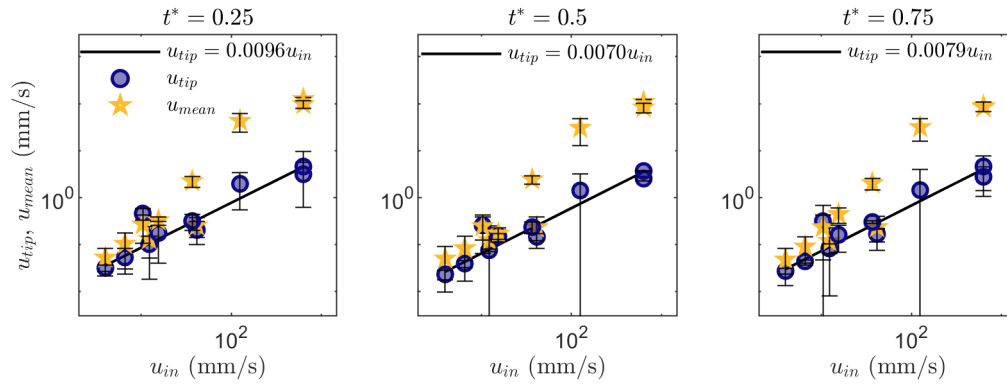 t* = 0.25
t* = 0.5
t* = 0.75
u_tip, u_mean (mm/s)
10^0
u_tip = 0.0096u_in
u_tip
u_mean
10^2
u_in (mm/s)
10^0
u_tip = 0.0070u_in
10^2
u_in (mm/s)
10^0
u_tip = 0.0079u_in
10^2
u_in (mm/s)